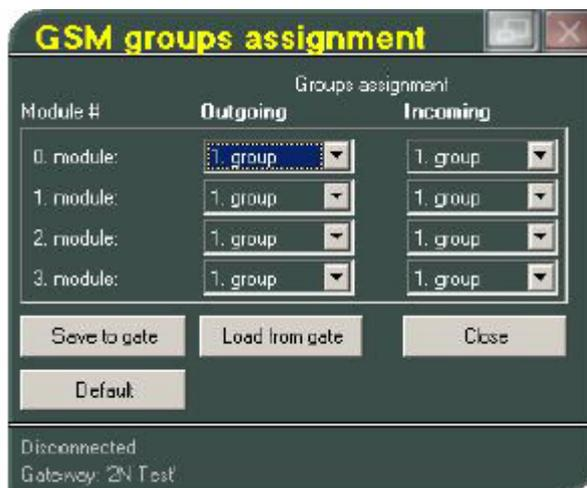 GSM groups assignment
Groups assignment
Module # Outgoing Incoming
0. module: 1. group 1. group
1. module: 1. group 1. group
2. module: 1. group 1. group
3. module: 1. group 1. group
Save to gate Load from gate Close
Default
Disconnected
Gateway: '2N Test'